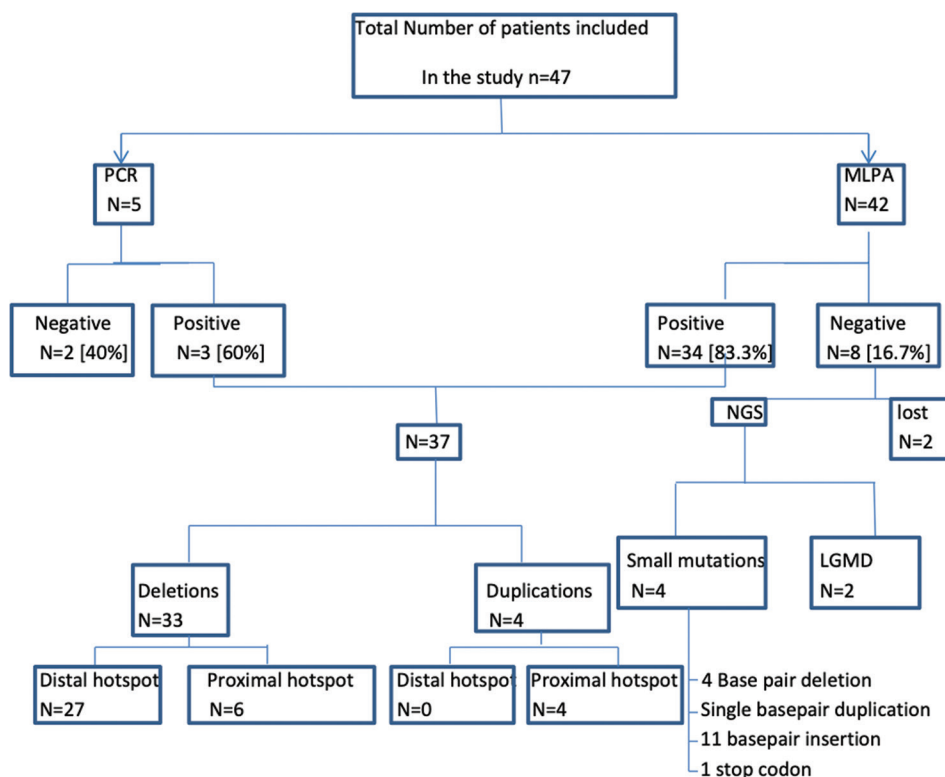 Total Number of patients included
In the study n=47
PCR
N=5
MLPA
N=42
Negative
N=2 [40%]
Positive
N=3 [60%]
Positive
N=34 [83.3%]
Negative
N=8 [16.7%]
N=37
NGS
lost
N=2
Deletions
N=33
Duplications
N=4
Small mutations
N=4
LGMD
N=2
Distal hotspot
N=27
Proximal hotspot
N=6
Distal hotspot
N=0
Proximal hotspot
N=4
4 Base pair deletion
Single basepair duplication
11 basepair insertion
1 stop codon